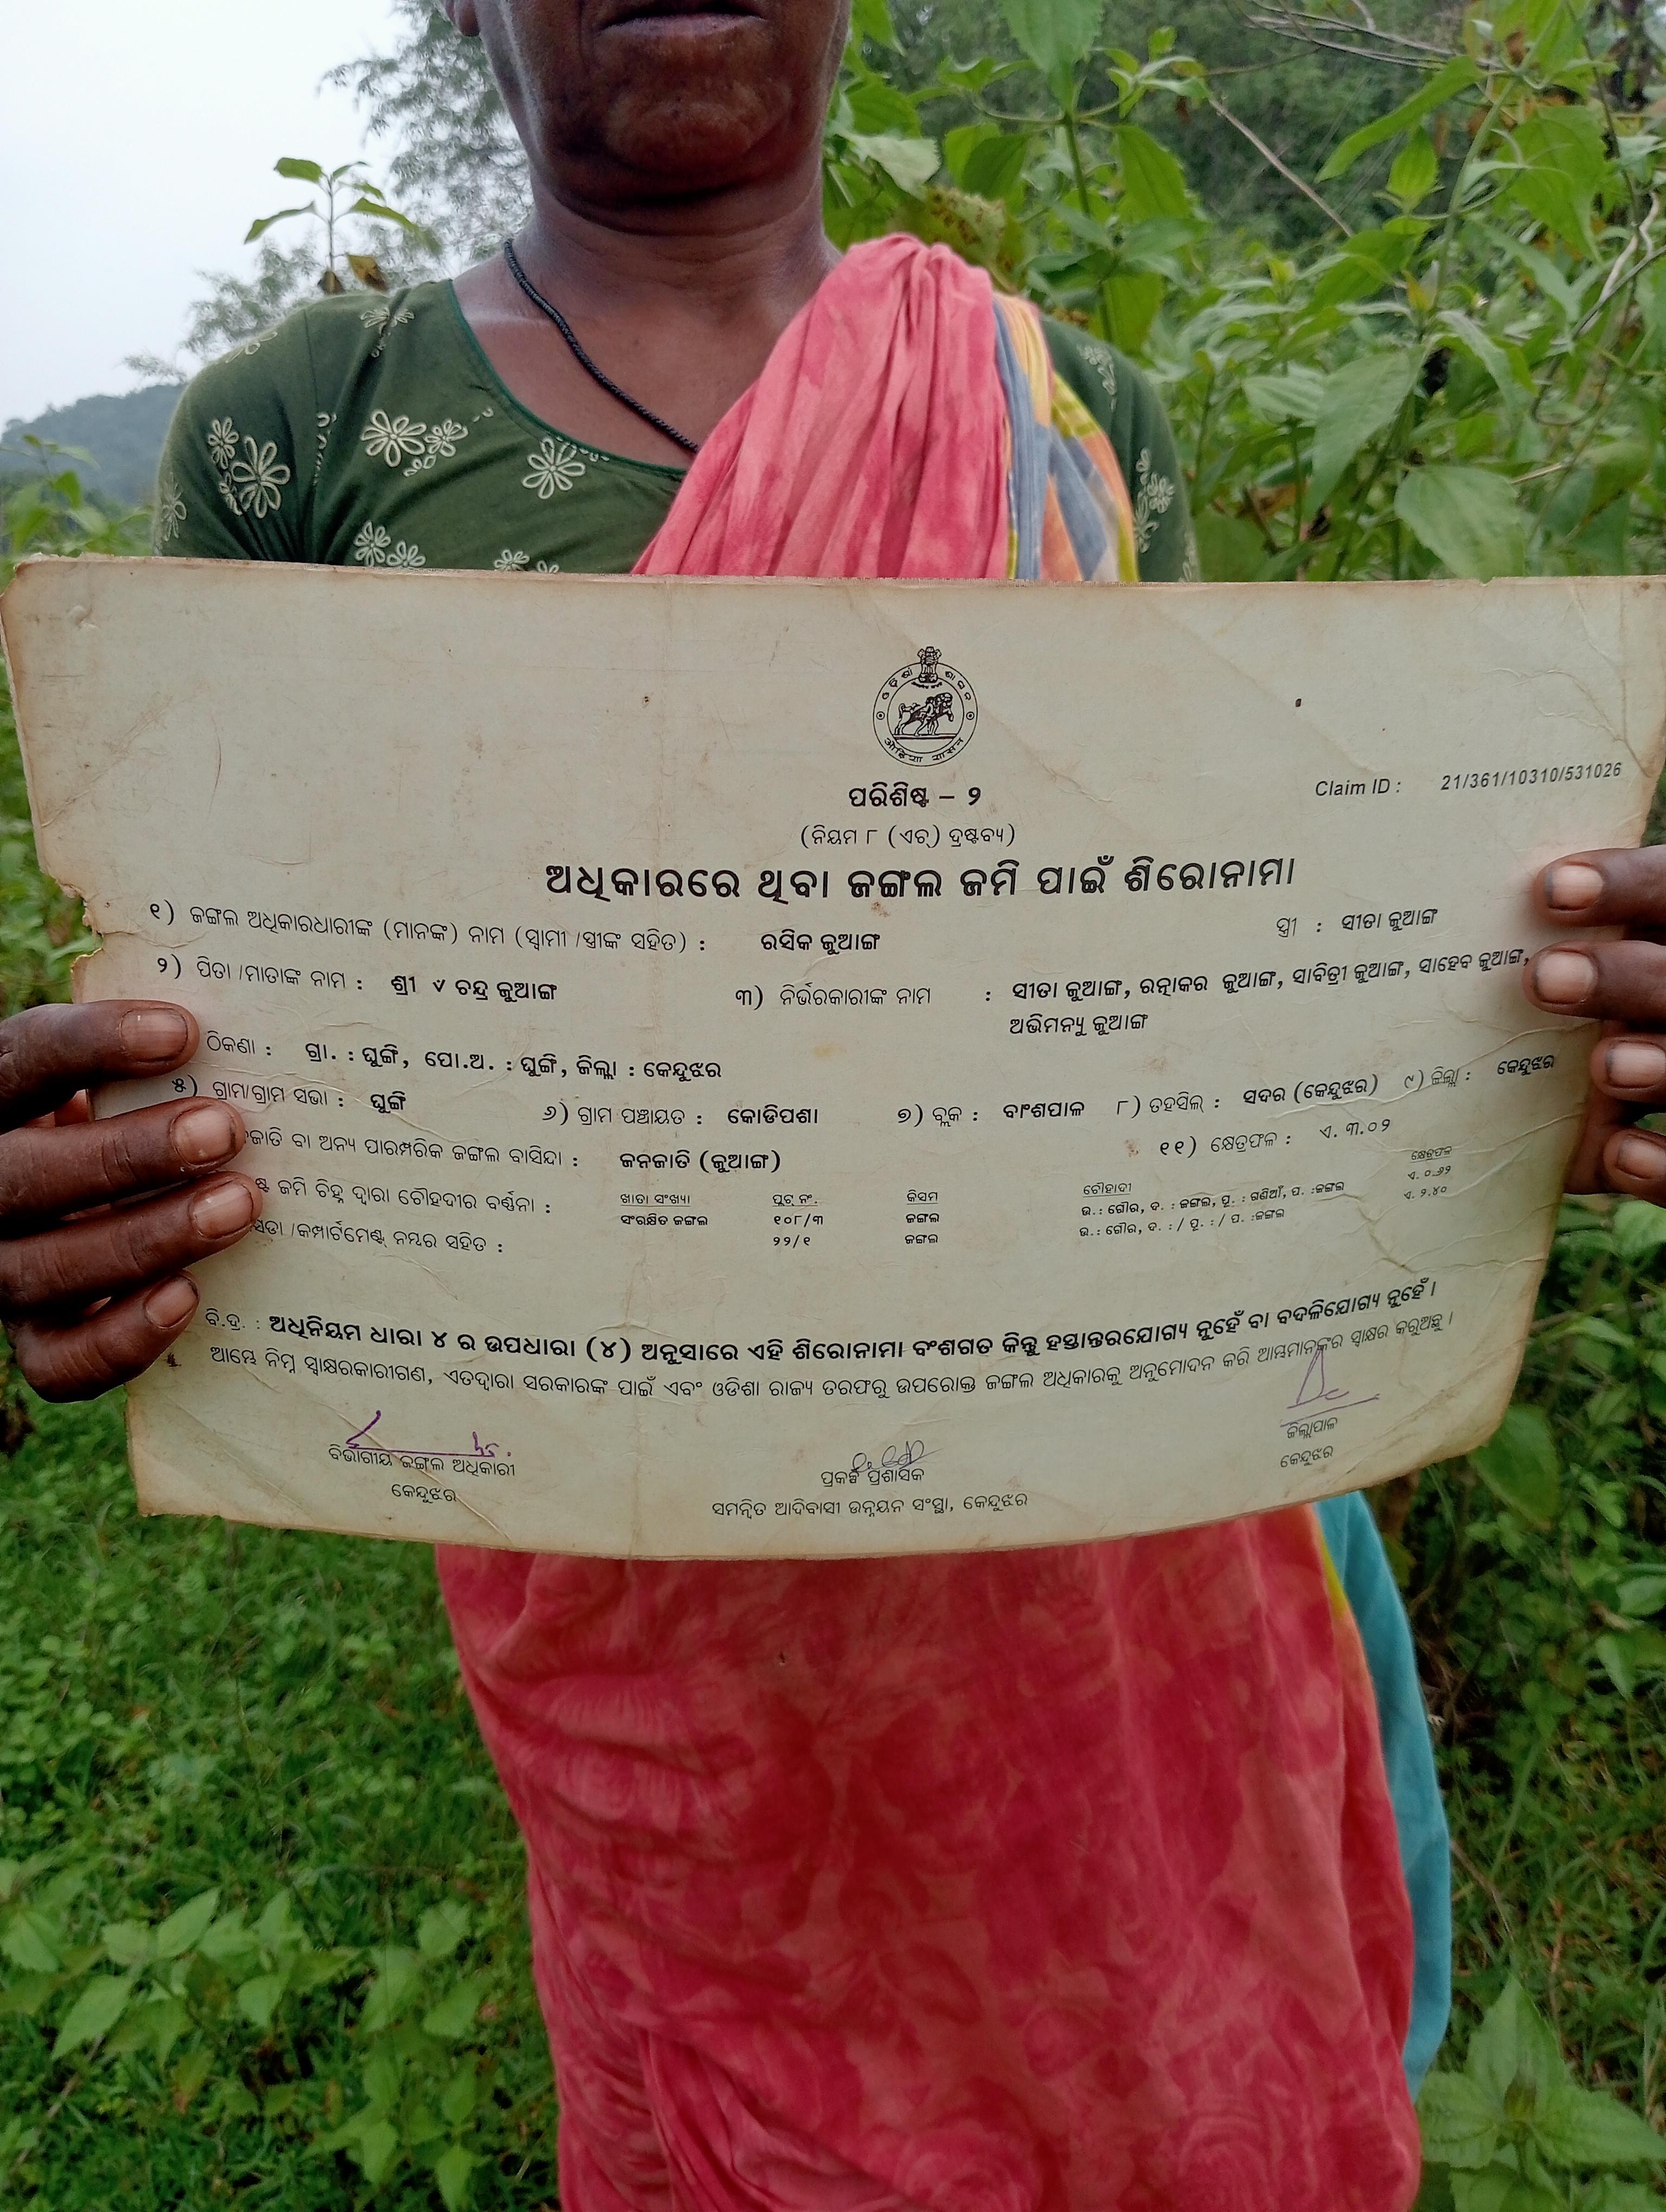 ଓଡ଼ିଶା ଶାସନ
ओड़िशा शासन
Claim ID : 21/361/10310/531026
ପରିଶିଷ୍ଟ – ୨
(ନିୟମ ୮ (ଏଚ୍) ଦ୍ରଷ୍ଟବ୍ୟ)
ଅଧିକାରରେ ଥିବା ଜଙ୍ଗଲ ଜମି ପାଇଁ ଶିରୋନାମା
୧) ଜଙ୍ଗଲ ଅଧିକାରଧାରୀଙ୍କ (ମାନଙ୍କ) ନାମ (ସ୍ୱାମୀ /ସ୍ତ୍ରୀଙ୍କ ସହିତ) : ରସିକ ଜୁଆଙ୍ଗ ସ୍ତ୍ରୀ : ସୀତା ଜୁଆଙ୍ଗ
୨) ପିତା /ମାତାଙ୍କ ନାମ : ଶ୍ରୀ ଚନ୍ଦ୍ର ଜୁଆଙ୍ଗ ୩) ନିର୍ଭରକାରୀଙ୍କ ନାମ : ସୀତା ଜୁଆଙ୍ଗ, ରତ୍ନାକର ଜୁଆଙ୍ଗ, ସାବିତ୍ରୀ ଜୁଆଙ୍ଗ, ସାହେବ ଜୁଆଙ୍ଗ,
ଅଭିମନ୍ୟୁ ଜୁଆଙ୍ଗ
ଠିକଣା : ଗ୍ରା. : ଘୁଙ୍ଗି, ପୋ.ଅ. : ଘୁଙ୍ଗି, ଜିଲ୍ଲା : କେନ୍ଦୁଝର
୫) ଗ୍ରାମ/ଗ୍ରାମ ସଭା : ଘୁଙ୍ଗି ୬) ଗ୍ରାମ ପଞ୍ଚାୟତ : କୋଡିପଶା ୭) ବ୍ଲକ : ବାଂଶପାଳ ୮) ତହସିଲ୍ : ସଦର (କେନ୍ଦୁଝର) ୯) ଜିଲ୍ଲା : କେନ୍ଦୁଝର
ଜାତି ବା ଅନ୍ୟ ପାରମ୍ପରିକ ଜଙ୍ଗଲ ବାସିନ୍ଦା : ଜନଜାତି (ଜୁଆଙ୍ଗ) ୧୧) କ୍ଷେତ୍ରଫଳ : ଏ. ୩.୦୨
ଜମି ଚିହ୍ନ ଦ୍ୱାରା ଚୌହଦୀର ବର୍ଣ୍ଣନା : ଖାତା ସଂଖ୍ୟା ପ୍ଲଟ୍ ନଂ. କିସମ ଚୌହାଦୀ କ୍ଷେତ୍ରଫଳ
ସଂରକ୍ଷିତ ଜଙ୍ଗଲ ୧୦୮/୩ ଜଙ୍ଗଲ ଉ.: ଗୌର, ଦ. : ଜଙ୍ଗଲ, ପୂ. : ଗଣିଆଁ, ପ. :ଜଙ୍ଗଲ ଏ. ୦.୬୨
/କମ୍ପାର୍ଟମେଣ୍ଟ୍ ନମ୍ବର ସହିତ : ୨୨/୧ ଜଙ୍ଗଲ ଉ.: ଗୌର, ଦ. : / ପୂ. : / ପ. :ଜଙ୍ଗଲ ଏ. ୨.୪୦
ବି.ଦ୍ର. : ଅଧିନିୟମ ଧାରା ୪ ର ଉପଧାରା (୪) ଅନୁସାରେ ଏହି ଶିରୋନାମା ବଂଶଗତ କିନ୍ତୁ ହସ୍ତାନ୍ତରଯୋଗ୍ୟ ନୁହେଁ ବା ବଦଳିଯୋଗ୍ୟ ନୁହେଁ ।
ଆମ୍ଭେ ନିମ୍ନ ସ୍ୱାକ୍ଷରକାରୀଗଣ, ଏତଦ୍ୱାରା ସରକାରଙ୍କ ପାଇଁ ଏବଂ ଓଡିଶା ରାଜ୍ୟ ତରଫରୁ ଉପରୋକ୍ତ ଜଙ୍ଗଲ ଅଧିକାରକୁ ଅନୁମୋଦନ କରି ଆମ୍ଭମାନଙ୍କର ସ୍ୱାକ୍ଷର କରୁଅଛୁ ।
ବିଭାଗୀୟ ଜଙ୍ଗଲ ଅଧିକାରୀ
କେନ୍ଦୁଝର
ପ୍ରକଳ୍ପ ପ୍ରଶାସିକ
ସମନ୍ୱିତ ଆଦିବାସୀ ଉନ୍ନୟନ ସଂସ୍ଥା, କେନ୍ଦୁଝର
ଜିଲ୍ଲାପାଳ
କେନ୍ଦୁଝର